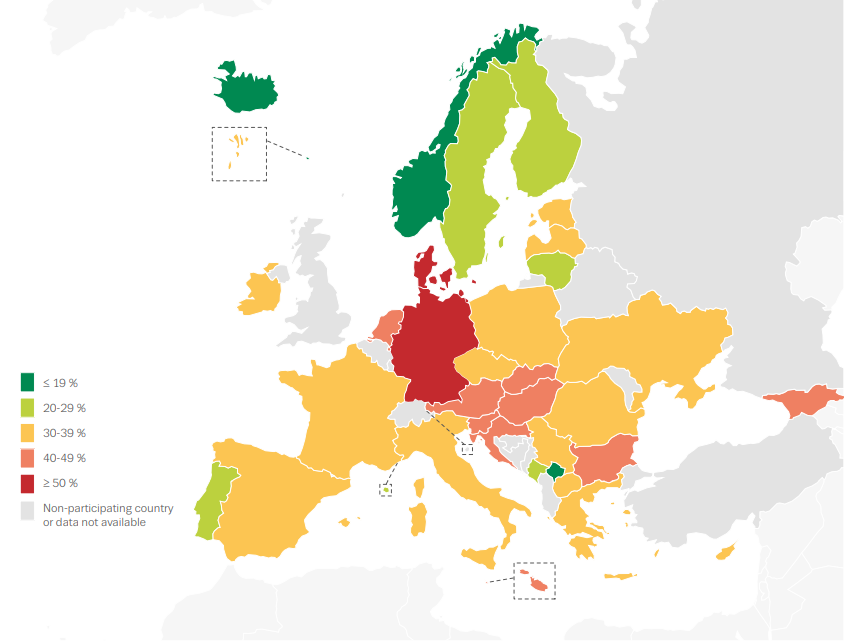 ≤ 19 %
20-29 %
30-39 %
40-49 %
≥ 50 %
Non-participating country
or data not available